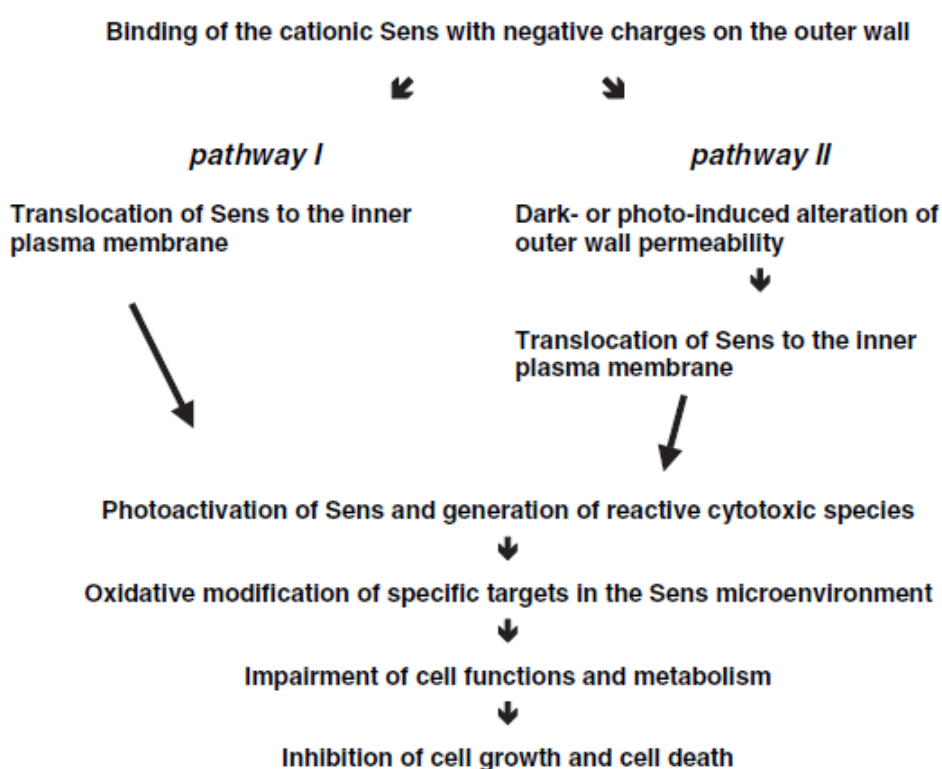 Binding of the cationic Sens with negative charges on the outer wall
pathway I
Translocation of Sens to the inner
plasma membrane
pathway II
Dark- or photo-induced alteration of
outer wall permeability
Translocation of Sens to the inner
plasma membrane
Photoactivation of Sens and generation of reactive cytotoxic species
Oxidative modification of specific targets in the Sens microenvironment
Impairment of cell functions and metabolism
Inhibition of cell growth and cell death